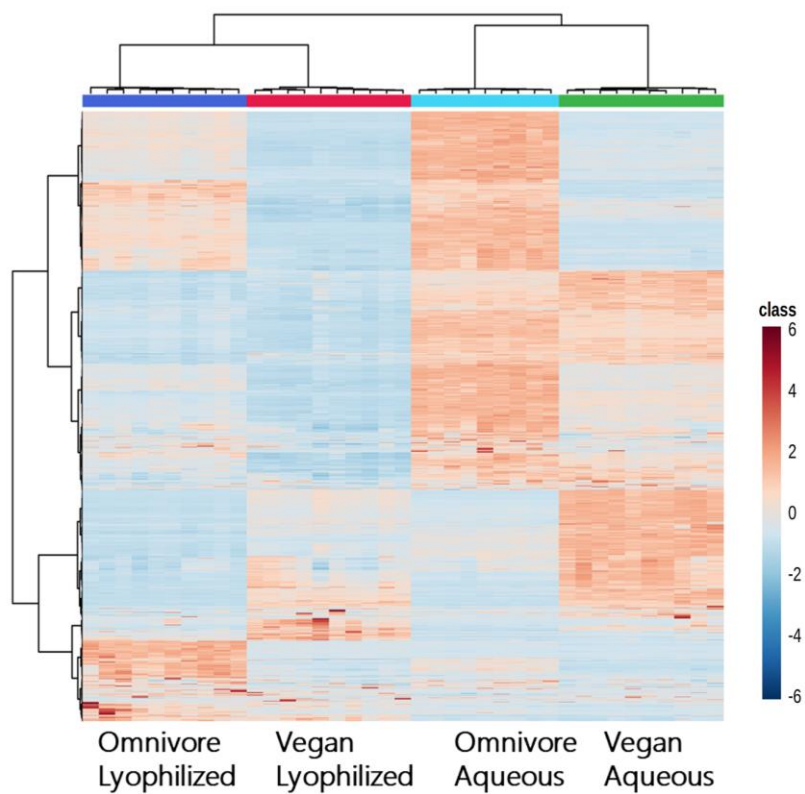 class
6
4
2
0
-2
-4
-6
Omnivore Lyophilized
Vegan Lyophilized
Omnivore Aqueous
Vegan Aqueous